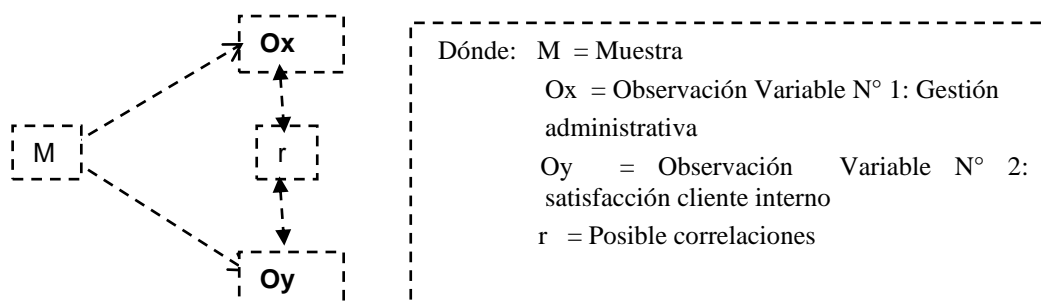 Ox
M
r
Oy
Dónde: M = Muestra
Ox = Observación Variable N° 1: Gestión
administrativa
Oy = Observación Variable N° 2:
satisfacción cliente interno
r = Posible correlaciones